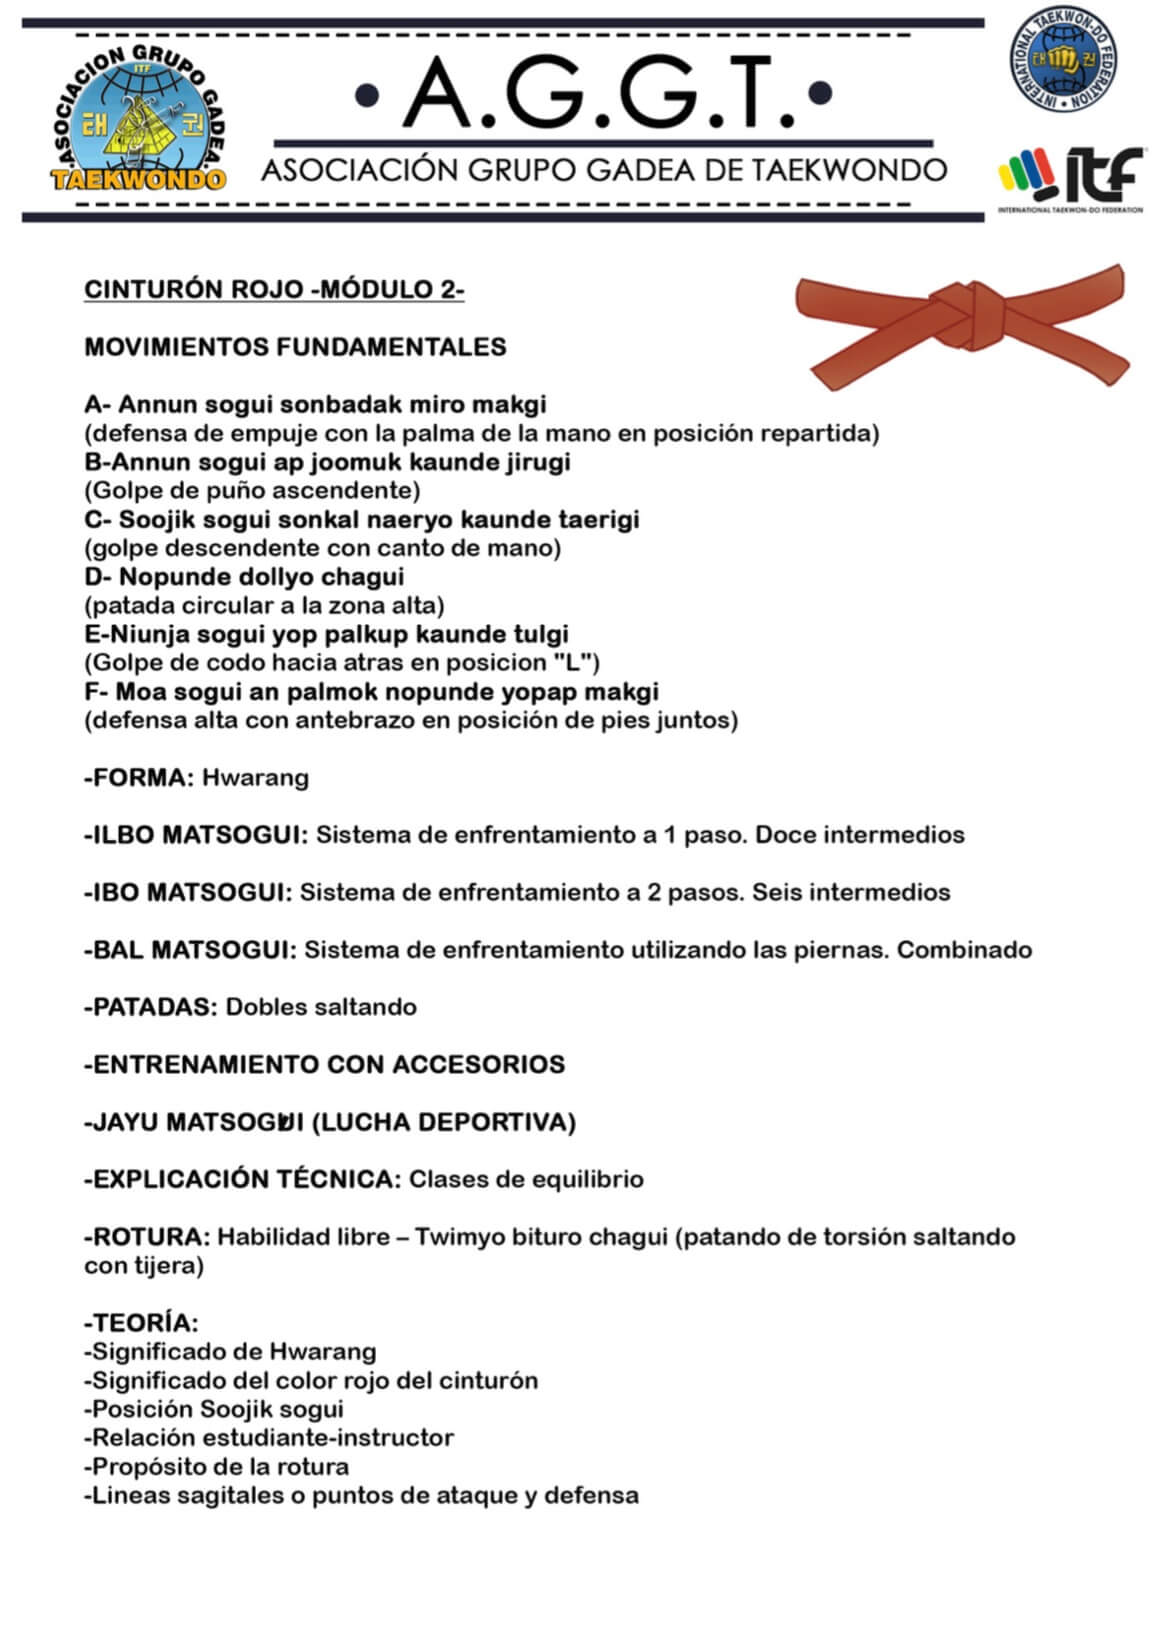 ASOCIACION GRUPO GADEA.
ITF
태 권
TAEKWONDO
• A.G.G.T. •
ASOCIACIÓN GRUPO GADEA DE TAEKWONDO
INTERNATIONAL TAEKWON-DO FEDERATION •
태 권
itF
INTERNATIONAL TAEKWON-DO FEDERATION
CINTURÓN ROJO -MÓDULO 2-
MOVIMIENTOS FUNDAMENTALES
A- Annun sogui sonbadak miro makgi
(defensa de empuje con la palma de la mano en posición repartida)
B-Annun sogui ap joomuk kaunde jirugi
(Golpe de puño ascendente)
C- Soojik sogui sonkal naeryo kaunde taerigi
(golpe descendente con canto de mano)
D- Nopunde dollyo chagui
(patada circular a la zona alta)
E-Niunja sogui yop palkup kaunde tulgi
(Golpe de codo hacia atras en posicion "L")
F- Moa sogui an palmok nopunde yopap makgi
(defensa alta con antebrazo en posición de pies juntos)
-FORMA: Hwarang
-ILBO MATSOGUI: Sistema de enfrentamiento a 1 paso. Doce intermedios
-IBO MATSOGUI: Sistema de enfrentamiento a 2 pasos. Seis intermedios
-BAL MATSOGUI: Sistema de enfrentamiento utilizando las piernas. Combinado
-PATADAS: Dobles saltando
-ENTRENAMIENTO CON ACCESORIOS
-JAYU MATSOGUI (LUCHA DEPORTIVA)
-EXPLICACIÓN TÉCNICA: Clases de equilibrio
-ROTURA: Habilidad libre – Twimyo bituro chagui (patando de torsión saltando
con tijera)
-TEORÍA:
-Significado de Hwarang
-Significado del color rojo del cinturón
-Posición Soojik sogui
-Relación estudiante-instructor
-Propósito de la rotura
-Lineas sagitales o puntos de ataque y defensa